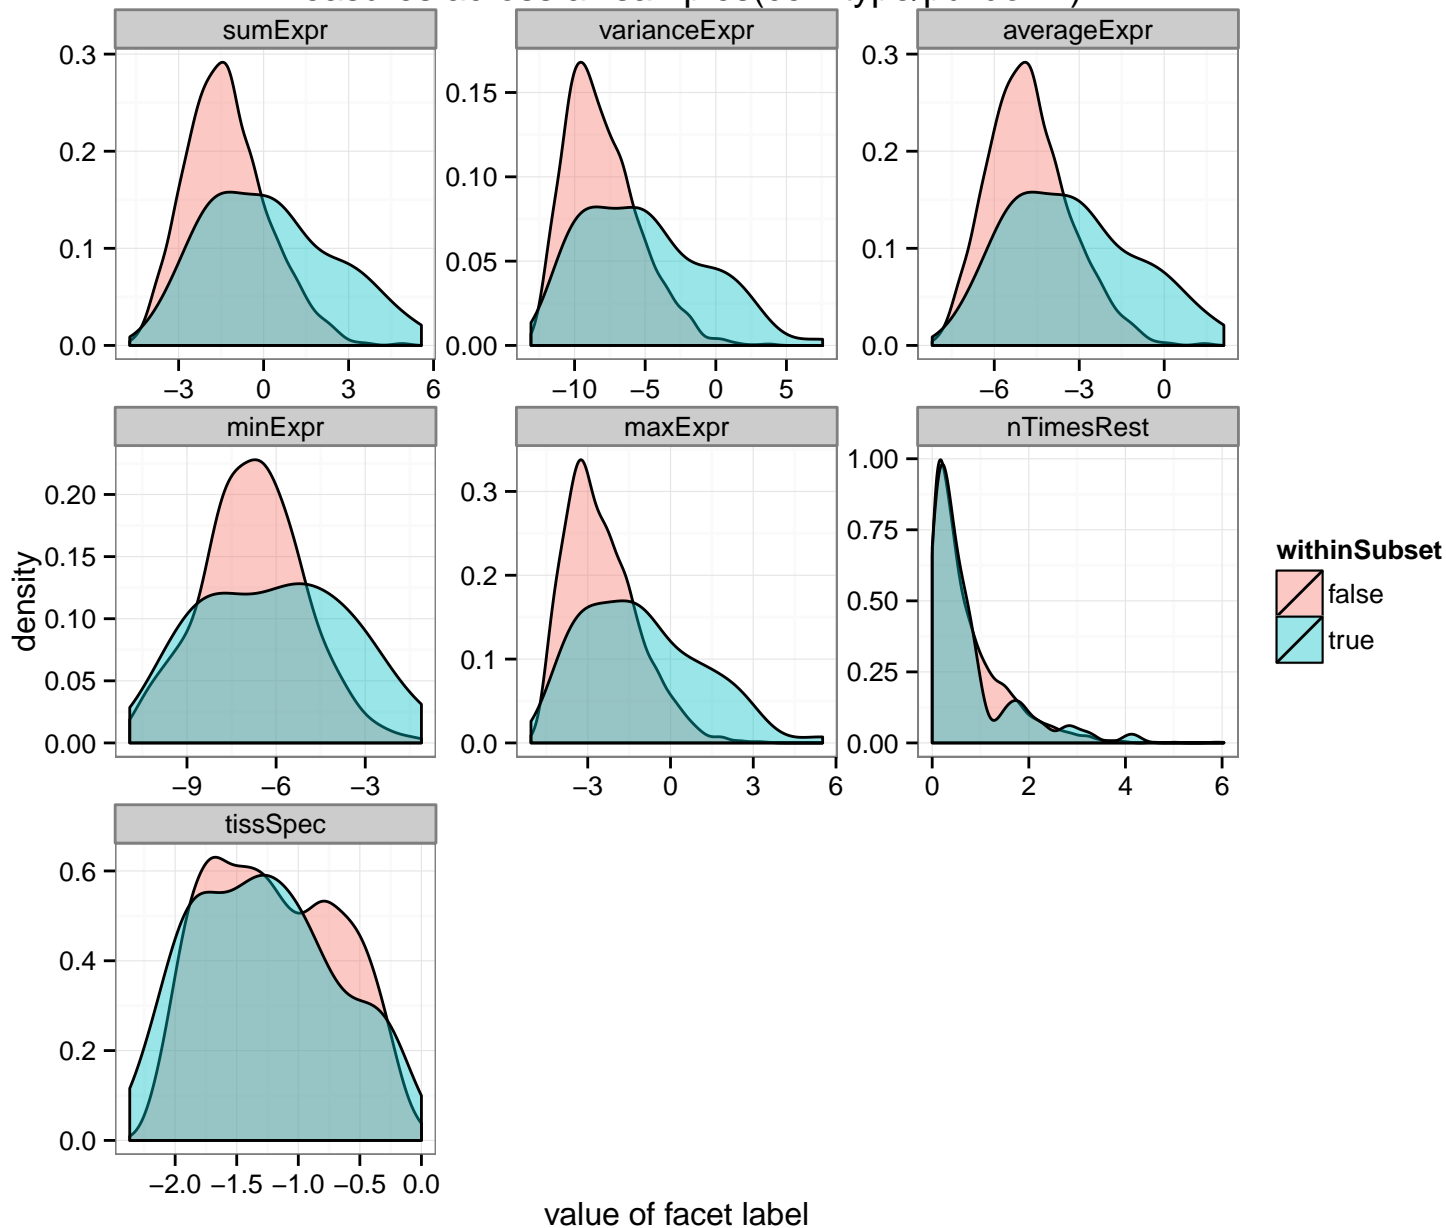 sumExpr
varianceExpr
averageExpr
0.3
0.2
0.1
0.0
0.15
0.10
0.05
0.00
0.3
0.2
0.1
0.0
−3 0 3 6
−10 −5 0 5
−6 −3 0
minExpr
maxExpr
nTimesRest
0.20
0.15
0.10
0.05
0.00
0.3
0.2
0.1
0.0
1.00
0.75
0.50
0.25
0.00
−9 −6 −3
−3 0 3 6
0 2 4 6
tissSpec
0.6
0.4
0.2
0.0
−2.0 −1.5 −1.0 −0.5 0.0
density
value of facet label
withinSubset
false
true